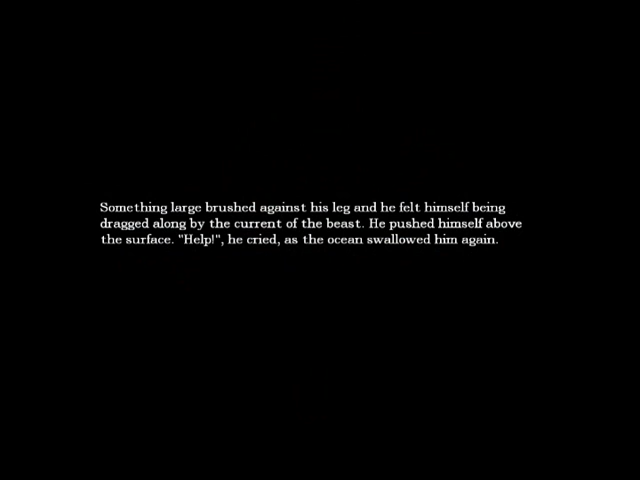 Something large brushed against his leg and he felt himself being
dragged along by the current of the beast. He pushed himself above
the surface. "Help!", he cried, as the ocean swallowed him again.